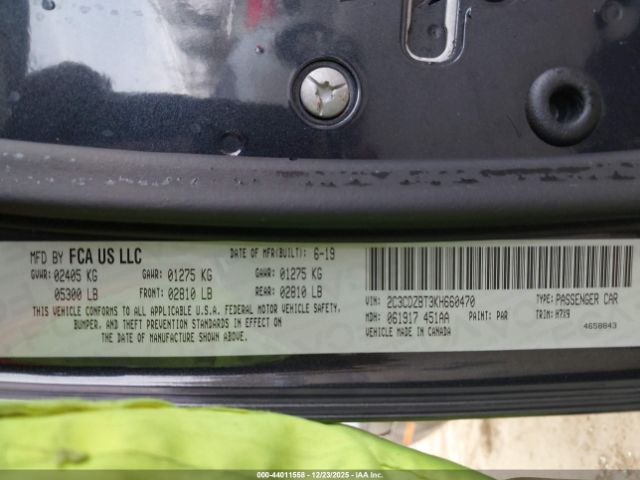 MFD BY FCA US LLC DATE OF MFR(BUILT): 6-19
GVWR: 02405 KG GAWR: 01275 KG GAWR: 01275 KG
05300 LB FRONT: 02810 LB REAR: 02810 LB
THIS VEHICLE CONFORMS TO ALL APPLICABLE U.S.A. FEDERAL MOTOR VEHICLE SAFETY,
BUMPER, AND THEFT PREVENTION STANDARDS IN EFFECT ON
THE DATE OF MANUFACTURE SHOWN ABOVE.
VIN: 2C3CDZBT3KH660470 TYPE: PASSENGER CAR
MDH: 061917 451AA PAINT: PAR TRIM: H7X9
VEHICLE MADE IN CANADA 4658843
000-44011558 - 12/23/2025 - IAA Inc.